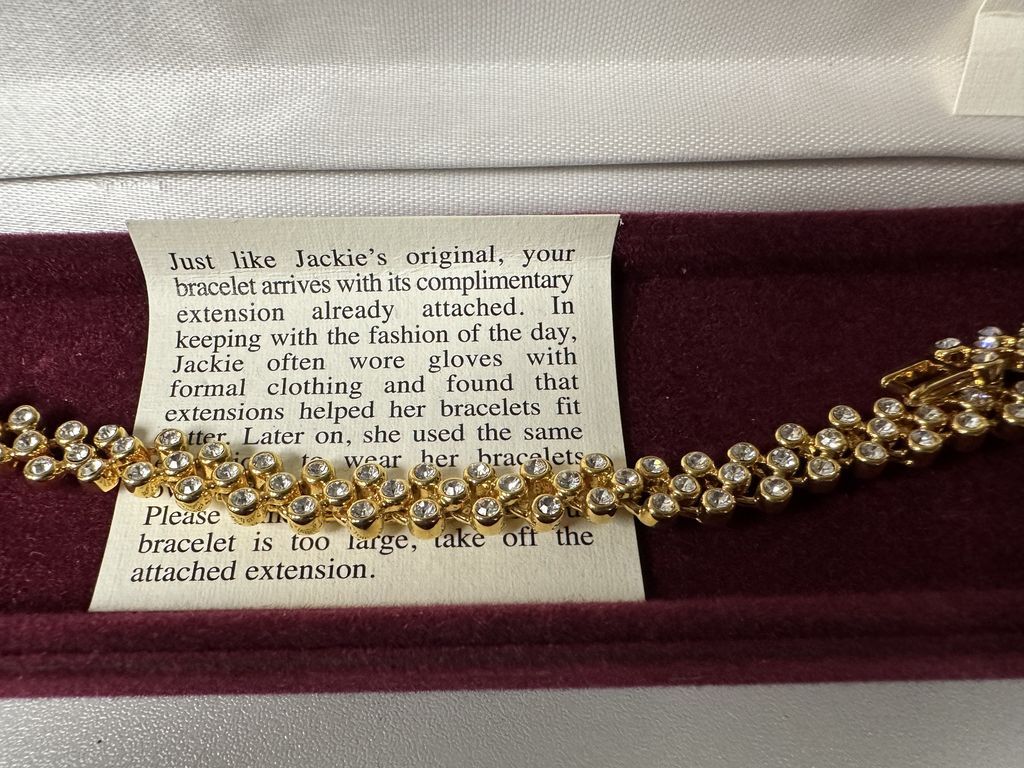 Just like Jackie's original, your
bracelet arrives with its complimentary
extension already attached. In
keeping with the fashion of the day,
Jackie often wore gloves with
formal clothing and found that
extensions helped her bracelets fit
tter. Later on, she used the same
to wear her bracelets
Please
bracelet is too large, take off the
attached extension.